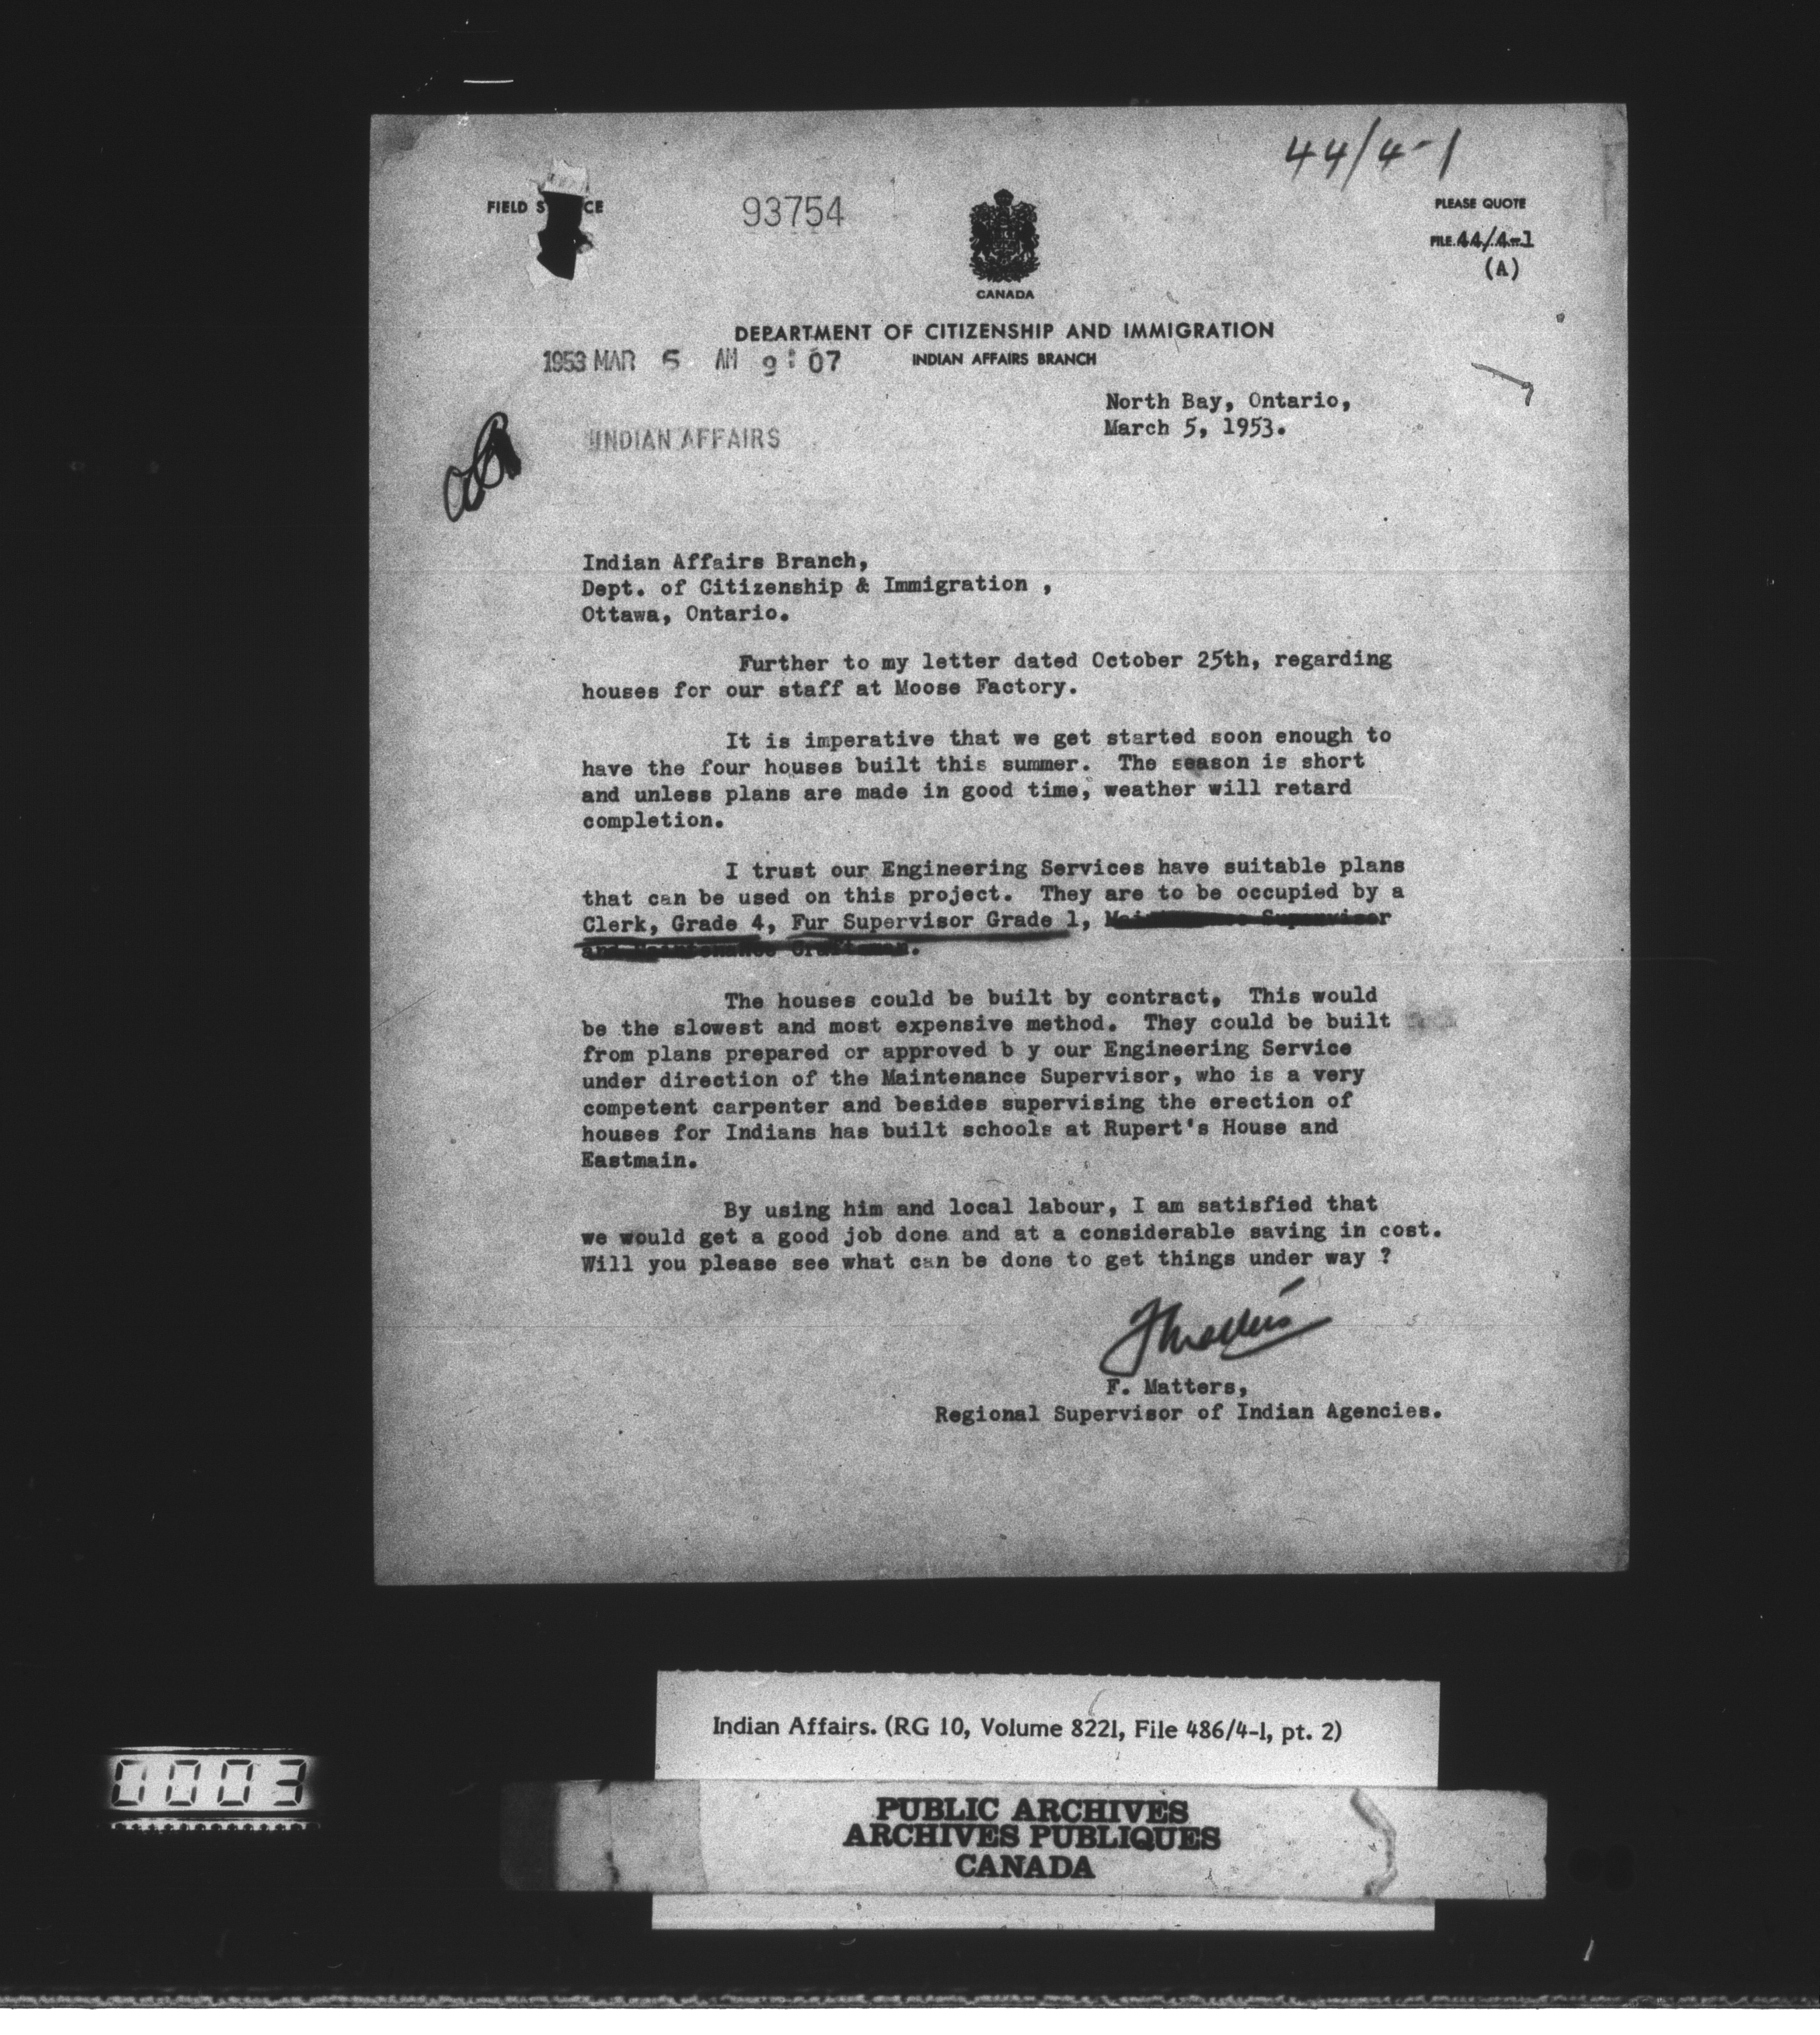 44/4-1
FIELD S CE
93754
PLEASE QUOTE
FILE 44/4-1
(A)
CANADA
DEPARTMENT OF CITIZENSHIP AND IMMIGRATION
1953 MAR 5 AM 9:07
INDIAN AFFAIRS BRANCH
North Bay, Ontario,
March 5, 1953.
INDIAN AFFAIRS
Indian Affairs Branch,
Dept. of Citizenship & Immigration ,
Ottawa, Ontario.
Further to my letter dated October 25th, regarding
houses for our staff at Moose Factory.
It is imperative that we get started soon enough to
have the four houses built this summer. The season is short
and unless plans are made in good time, weather will retard
completion.
I trust our Engineering Services have suitable plans
that can be used on this project. They are to be occupied by a
Clerk, Grade 4, Fur Supervisor Grade 1, Maintenance Supervisor
and Maintenance Craftsman.
The houses could be built by contract. This would
be the slowest and most expensive method. They could be built
from plans prepared or approved b y our Engineering Service
under direction of the Maintenance Supervisor, who is a very
competent carpenter and besides supervising the erection of
houses for Indians has built schools at Rupert's House and
Eastmain.
By using him and local labour, I am satisfied that
we would get a good job done and at a considerable saving in cost.
Will you please see what can be done to get things under way ?
F. Matters,
Regional Supervisor of Indian Agencies.
Indian Affairs. (RG 10, Volume 8221, File 486/4-1, pt. 2)
0003
PUBLIC ARCHIVES
ARCHIVES PUBLIQUES
CANADA